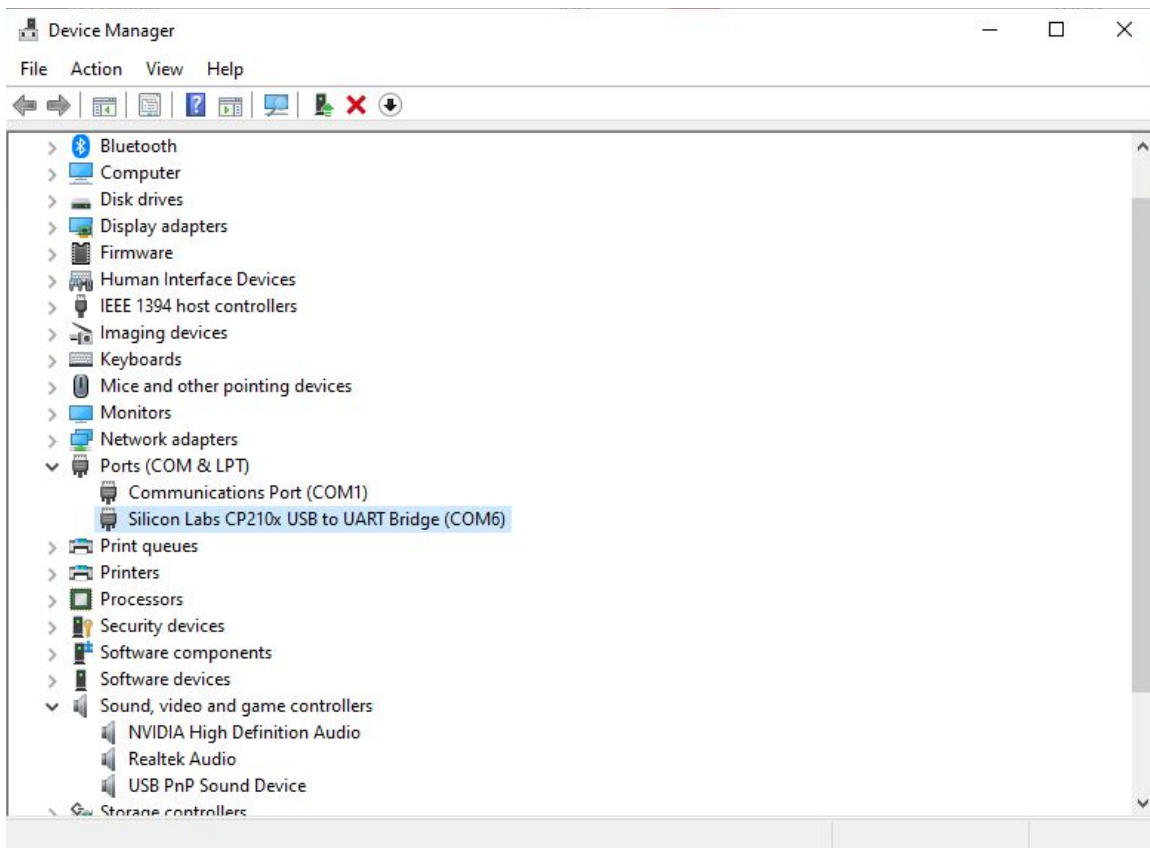 Device Manager
File Action View Help
Bluetooth
Computer
Disk drives
Display adapters
Firmware
Human Interface Devices
IEEE 1394 host controllers
Imaging devices
Keyboards
Mice and other pointing devices
Monitors
Network adapters
Ports (COM & LPT)
Communications Port (COM1)
Silicon Labs CP210x USB to UART Bridge (COM6)
Print queues
Printers
Processors
Security devices
Software components
Software devices
Sound, video and game controllers
NVIDIA High Definition Audio
Realtek Audio
USB PnP Sound Device
Storage controllers